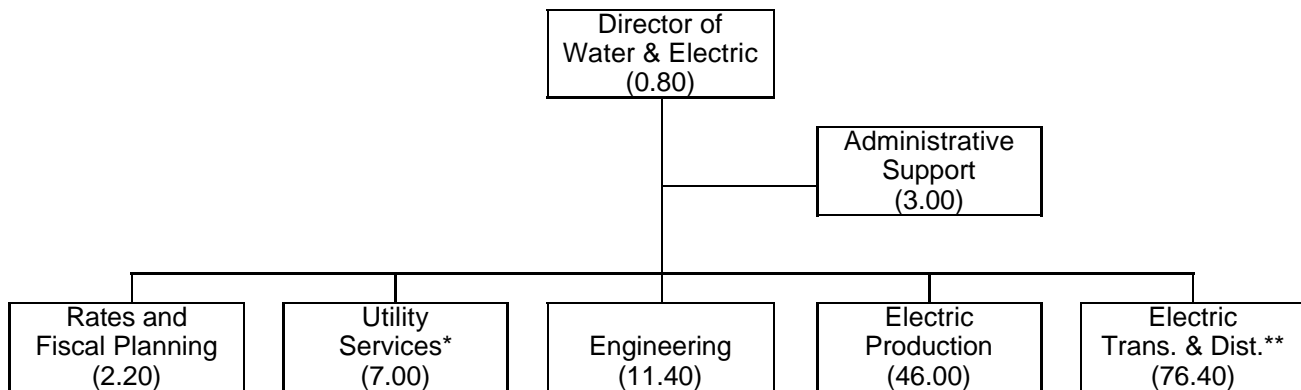 Director of
Water & Electric
(0.80)
Administrative
Support
(3.00)
Rates and
Fiscal Planning
(2.20)
Utility
Services*
(7.00)
Engineering
(11.40)
Electric
Production
(46.00)
Electric
Trans. & Dist.**
(76.40)